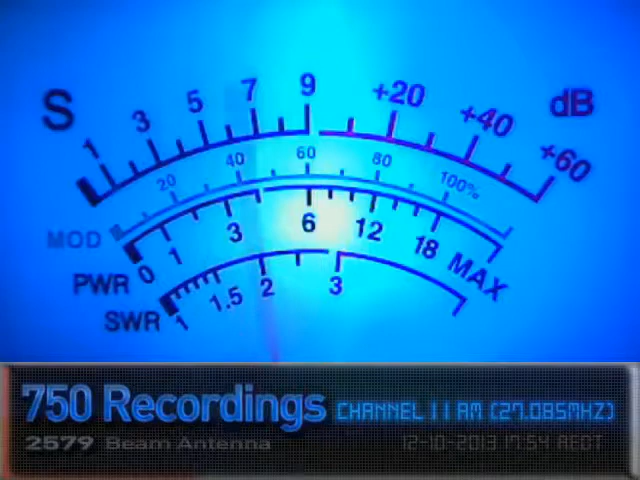 S 1 3 5 7 9 +20 +40 +60 dB
MOD 20 40 60 80 100%
PWR 0 1 3 6 12 18 MAX
SWR 1 1.5 2 3
750 Recordings CHANNEL 11 AM (27.085MHZ)
2579 Beam Antenna 12-10-2013 17:54 AEDT